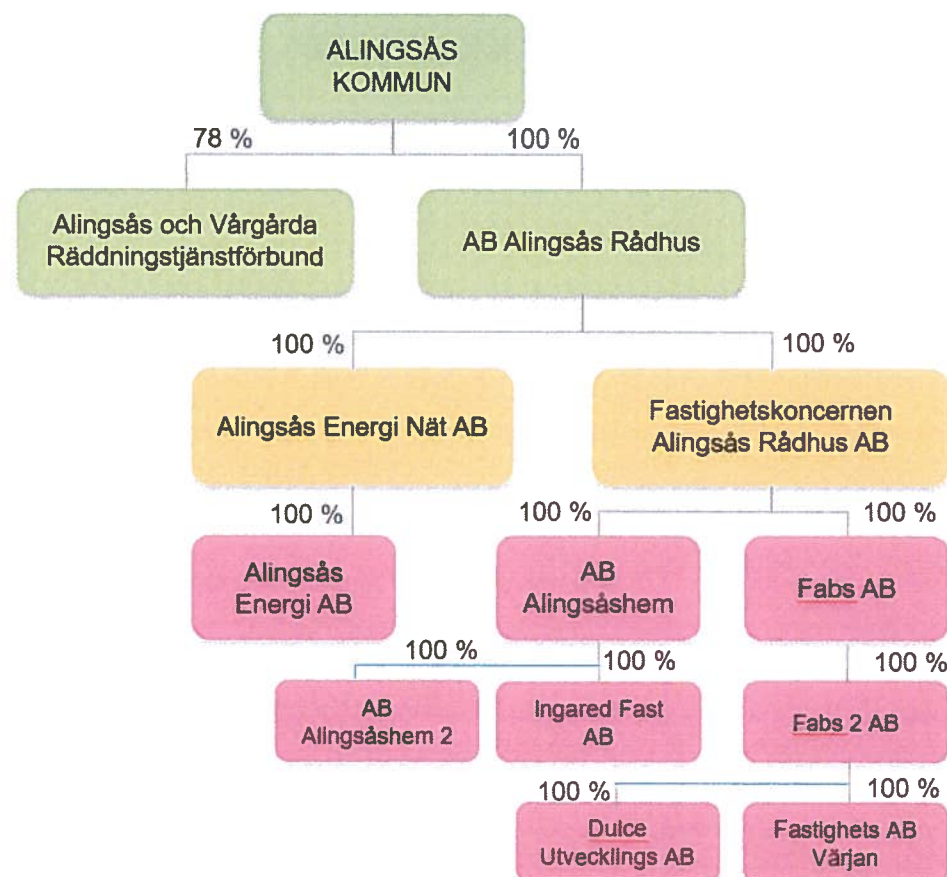 ALINGSÅS
KOMMUN
78 %
100 %
Alingsås och Vårgårda
Räddningstjänstförbund
AB Alingsås Rådhus
100 %
100 %
Alingsås Energi Nät AB
Fastighetskoncernen
Alingsås Rådhus AB
100 %
100 %
100 %
Alingsås
Energi AB
AB
Alingsåshem
Fabs AB
100 %
100 %
100 %
AB
Alingsåshem 2
Ingared Fast
AB
Fabs 2 AB
100 %
100 %
Dulce
Utvecklings AB
Fastighets AB
Värjan